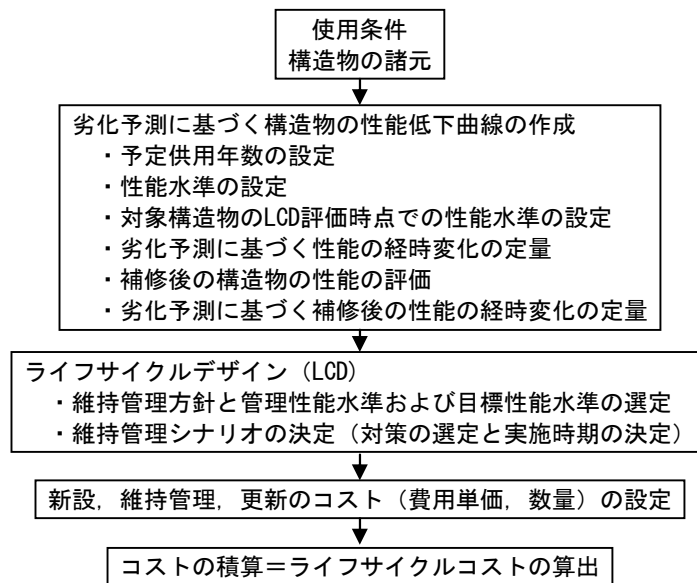 使用条件
構造物の諸元
劣化予測に基づく構造物の性能低下曲線の作成
・予定供用年数の設定
・性能水準の設定
・対象構造物のLCD評価時点での性能水準の設定
・劣化予測に基づく性能の経時変化の定量
・補修後の構造物の性能の評価
・劣化予測に基づく補修後の性能の経時変化の定量
ライフサイクルデザイン（LCD）
・維持管理方針と管理性能水準および目標性能水準の選定
・維持管理シナリオの決定（対策の選定と実施時期の決定）
新設，維持管理，更新のコスト（費用単価，数量）の設定
コストの積算＝ライフサイクルコストの算出